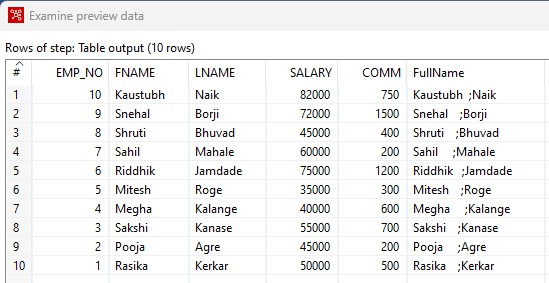 Examine preview data
Rows of step: Table output (10 rows)
# EMP_NO FNAME LNAME SALARY COMM FullName
1 10 Kaustubh Naik 82000 750 Kaustubh ;Naik
2 9 Snehal Borji 72000 1500 Snehal ;Borji
3 8 Shruti Bhuvad 45000 400 Shruti ;Bhuvad
4 7 Sahil Mahale 60000 200 Sahil ;Mahale
5 6 Riddhik Jamdade 75000 1200 Riddhik ;Jamdade
6 5 Mitesh Roge 35000 300 Mitesh ;Roge
7 4 Megha Kalange 40000 600 Megha ;Kalange
8 3 Sakshi Kanase 55000 700 Sakshi ;Kanase
9 2 Pooja Agre 45000 200 Pooja ;Agre
10 1 Rasika Kerkar 50000 500 Rasika ;Kerkar